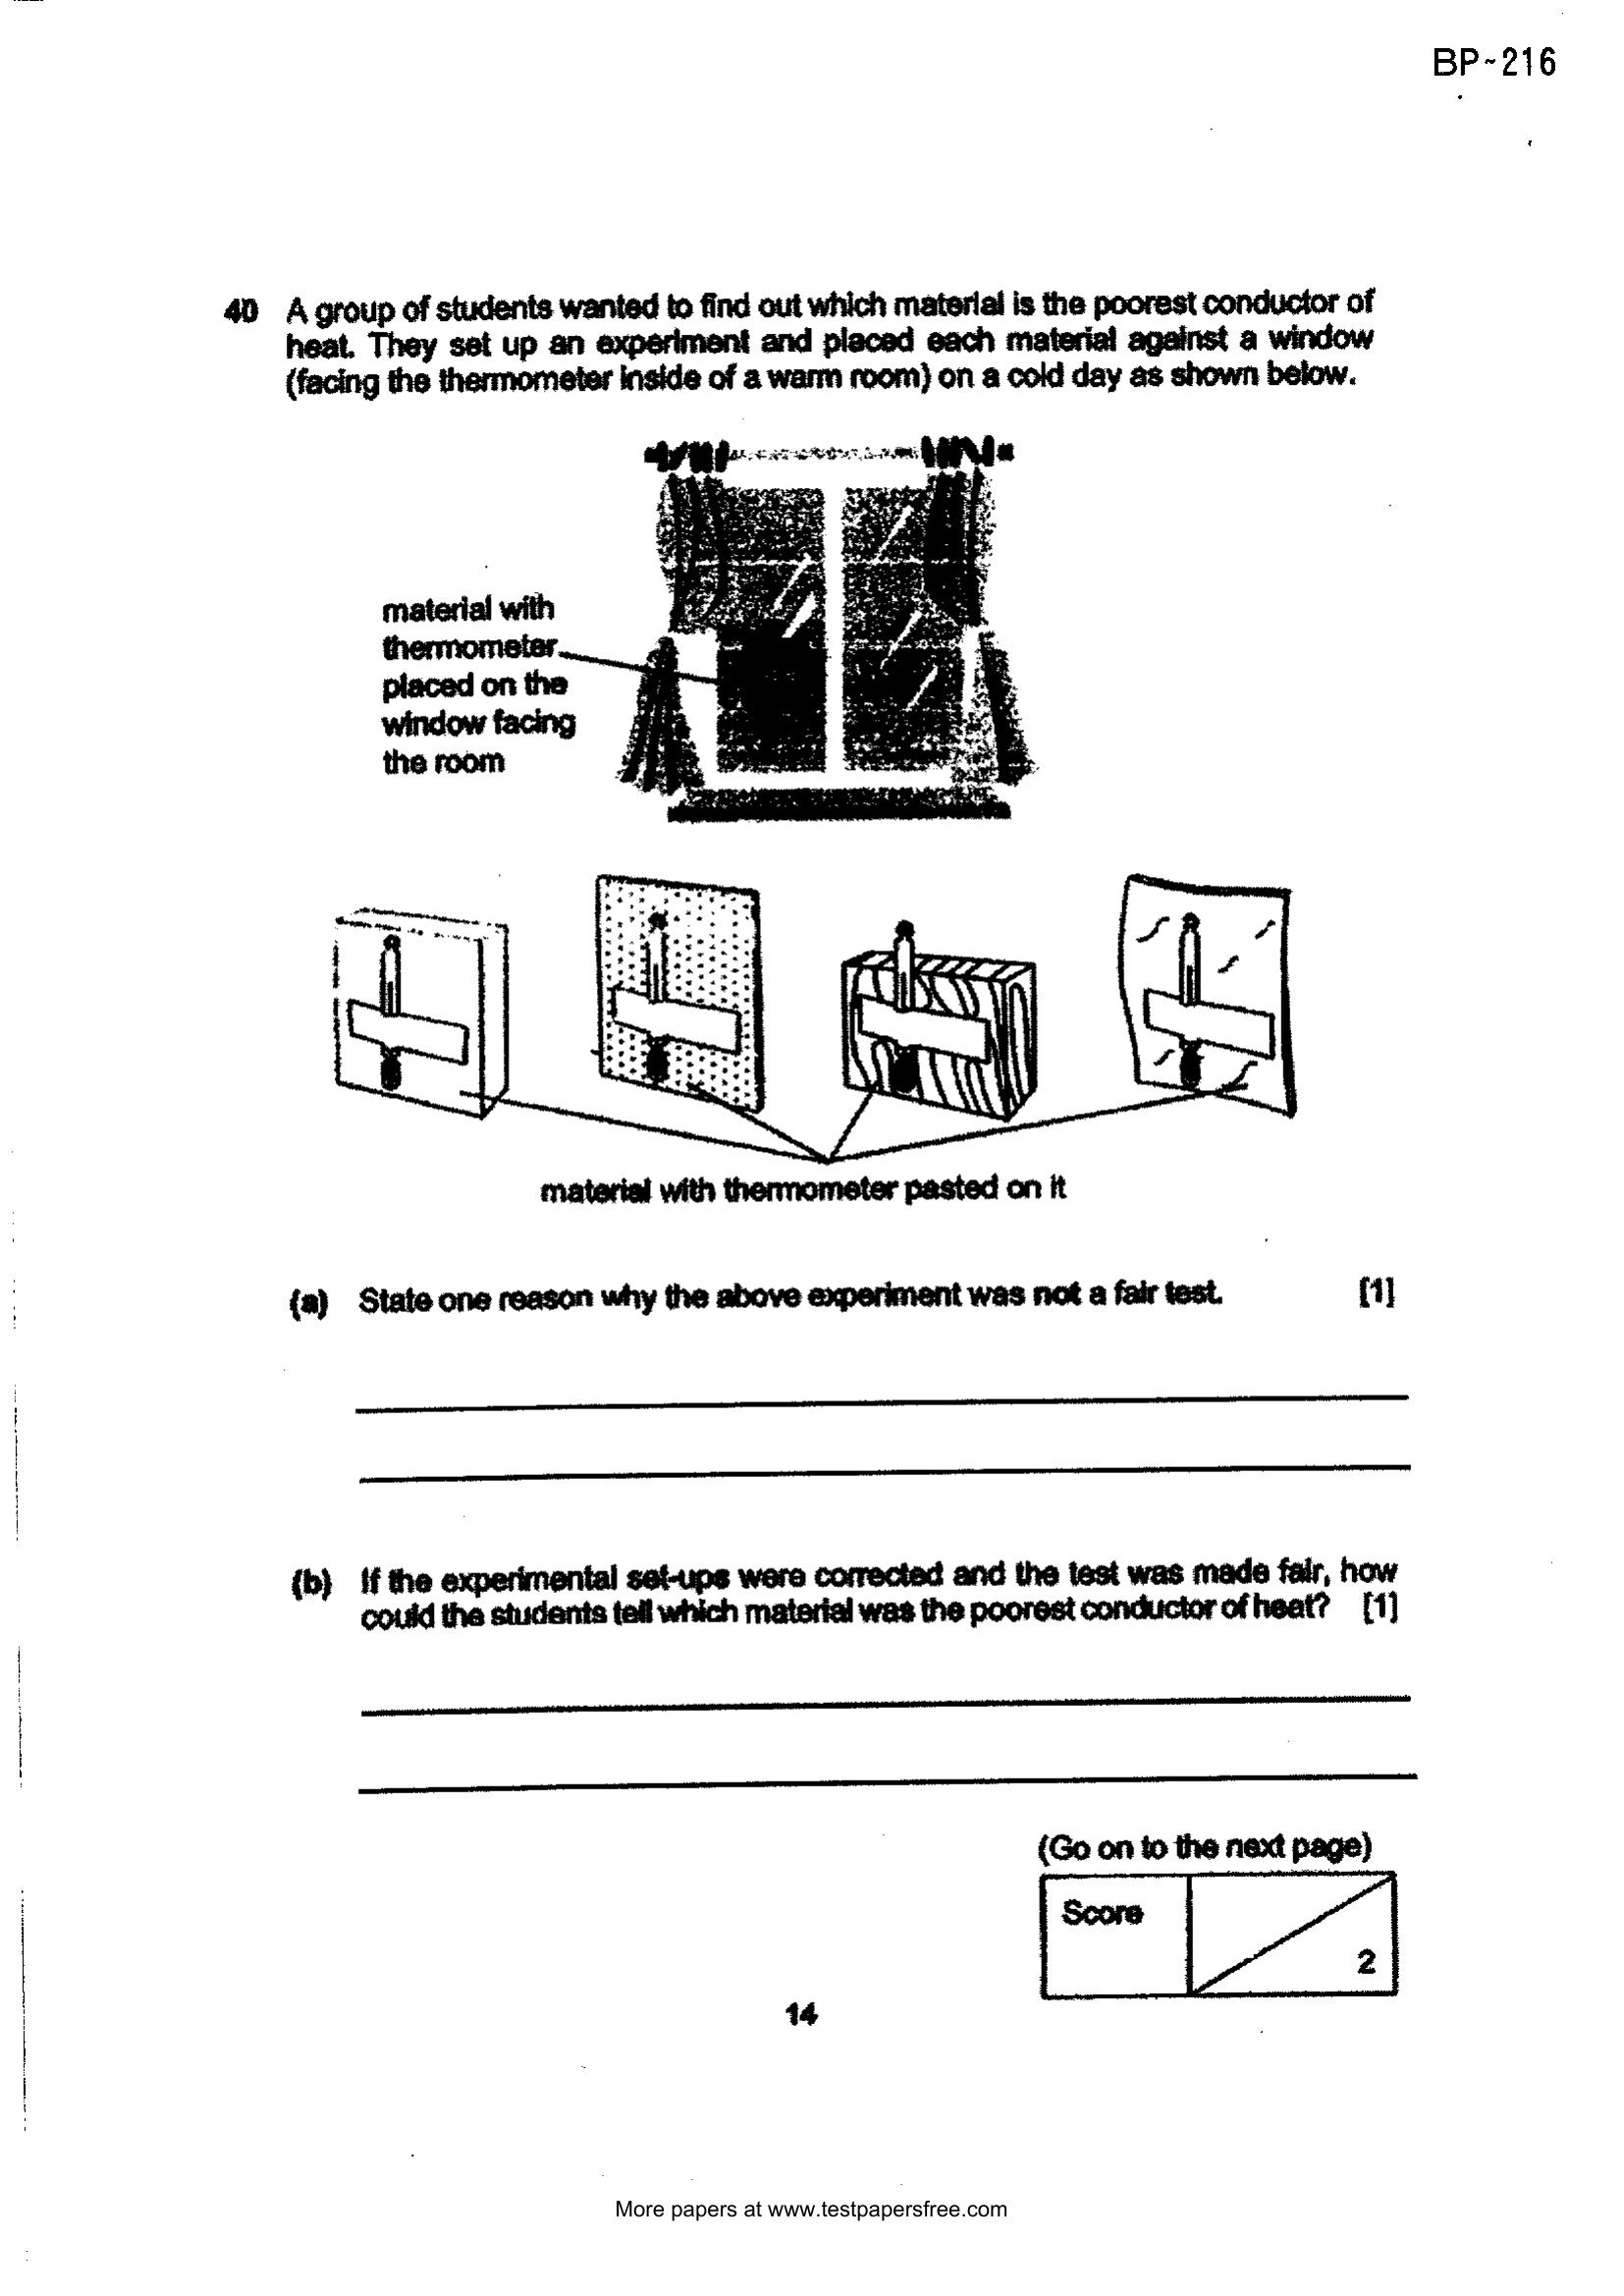 BP~216
40 A group of students wanted to find out which material is the poorest conductor of
heat. They set up an experiment and placed each material against a window
(facing the thermometer inside of a warm room) on a cold day as shown below.
material with
thermometer
placed on the
window facing
the room
material with thermometer pasted on it
(a) State one reason why the above experiment was not a fair test. [1]
(b) If the experimental set-ups were corrected and the test was made fair, how
could the students tell which material was the poorest conductor of heat? [1]
(Go on to the next page)
Score
2
14
More papers at www.testpapersfree.com